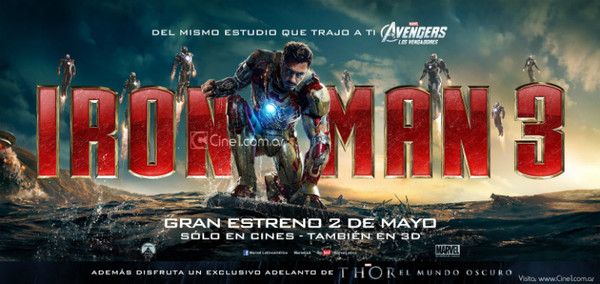 DEL MISMO ESTUDIO QUE TRAJO A TI
MARVEL
AVENGERS
LOS VENGADORES
IRON MAN 3
Cine1.com.ar
GRAN ESTRENO 2 DE MAYO
SÓLO EN CINES - TAMBIÉN EN 3D
MARVEL
ADEMÁS DISFRUTA UN EXCLUSIVO ADELANTO DE THOR EL MUNDO OSCURO
Visita: www.Cine1.com.ar